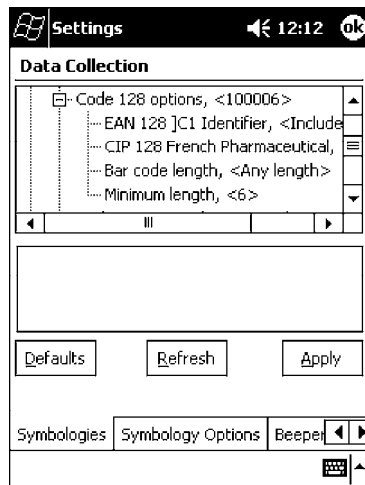 Settings 12:12 ok
Data Collection
Code 128 options, <100006>
EAN 128 ]C1 Identifier, <Include
CIP 128 French Pharmaceutical,
Bar code length, <Any length>
Minimum length, <6>
Defaults Refresh Apply
Symbologies Symbology Options Beeper